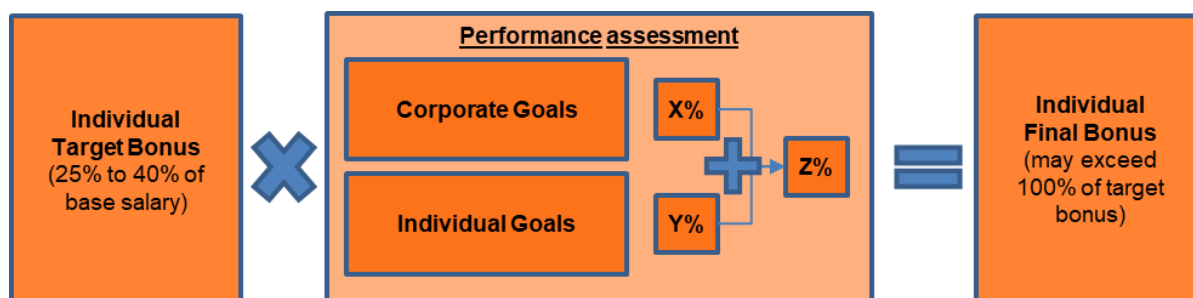 Individual
Target Bonus
(25% to 40% of
base salary)
Performance assessment
Corporate Goals
X%
Individual Goals
Y%
Z%
Individual
Final Bonus
(may exceed
100% of target
bonus)